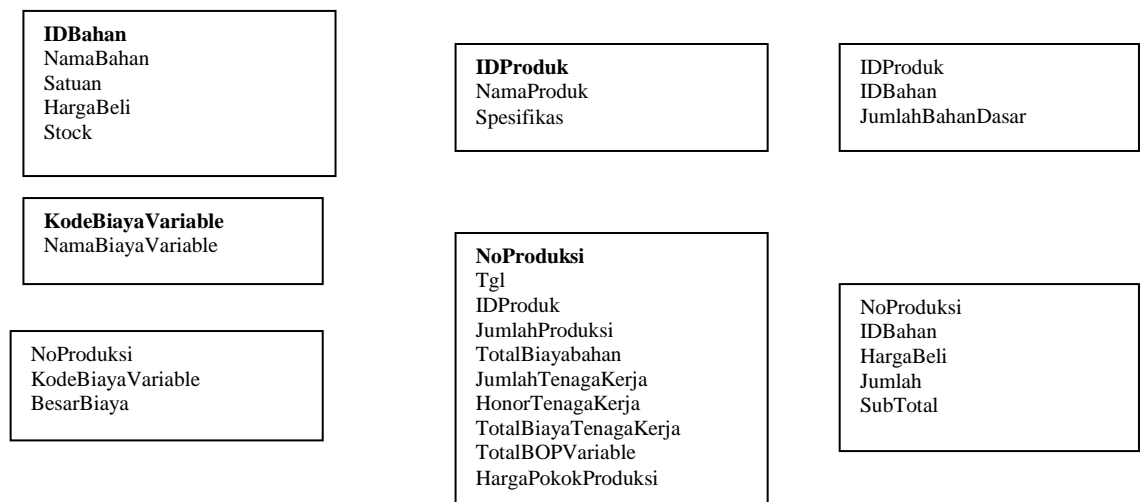 IDBahan
NamaBahan
Satuan
HargaBeli
Stock
IDProduk
NamaProduk
Spesifikas
IDProduk
IDBahan
JumlahBahanDasar
KodeBiayaVariable
NamaBiayaVariable
NoProduksi
Tgl
IDProduk
JumlahProduksi
TotalBiayabahan
JumlahTenagaKerja
HonorTenagaKerja
TotalBiayaTenagaKerja
TotalBOPVariable
HargaPokokProduksi
NoProduksi
IDBahan
HargaBeli
Jumlah
SubTotal
NoProduksi
KodeBiayaVariable
BesarBiaya